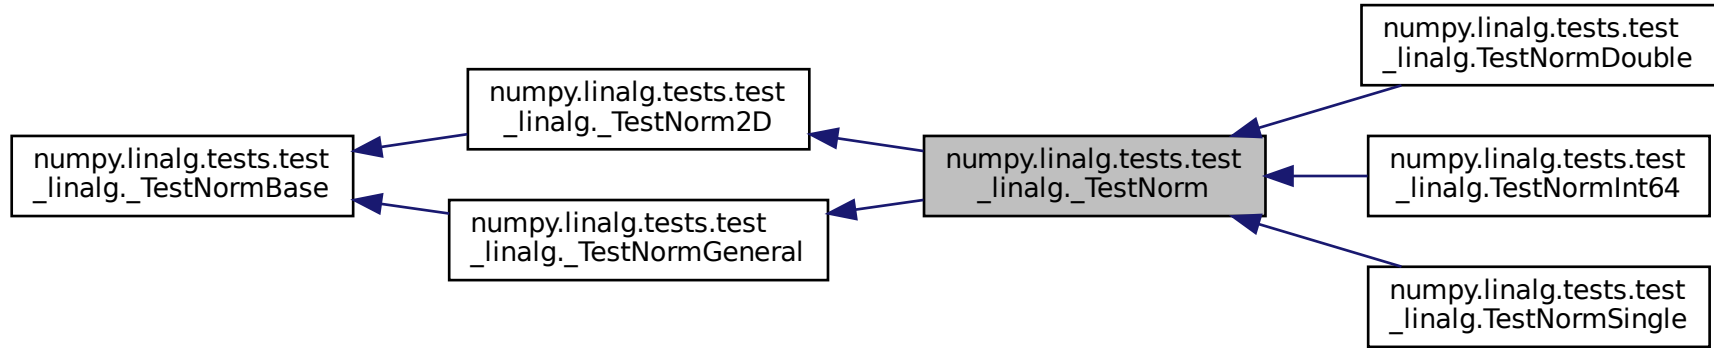 numpy.linalg.tests.test
_linalg._TestNormBase
numpy.linalg.tests.test
_linalg._TestNorm2D
numpy.linalg.tests.test
_linalg._TestNormGeneral
numpy.linalg.tests.test
_linalg._TestNorm
numpy.linalg.tests.test
_linalg.TestNormDouble
numpy.linalg.tests.test
_linalg.TestNormInt64
numpy.linalg.tests.test
_linalg.TestNormSingle